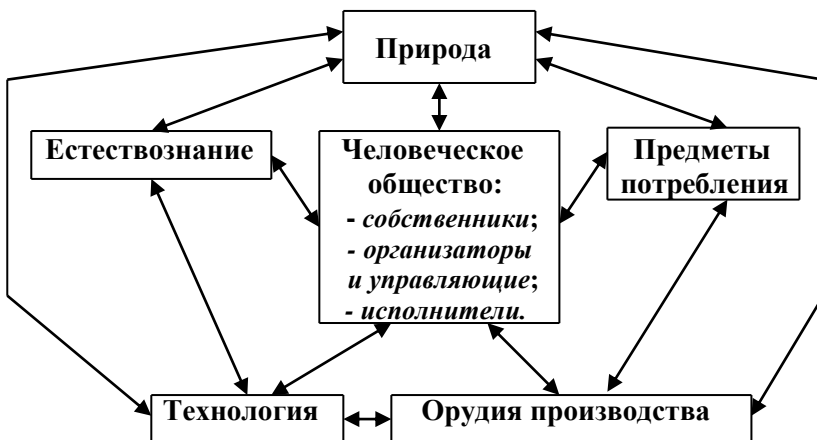 Природа
Естествознание
Человеческое
общество:
- собственники;
- организаторы
и управляющие;
- исполнители.
Предметы
потребления
Технология
Орудия производства